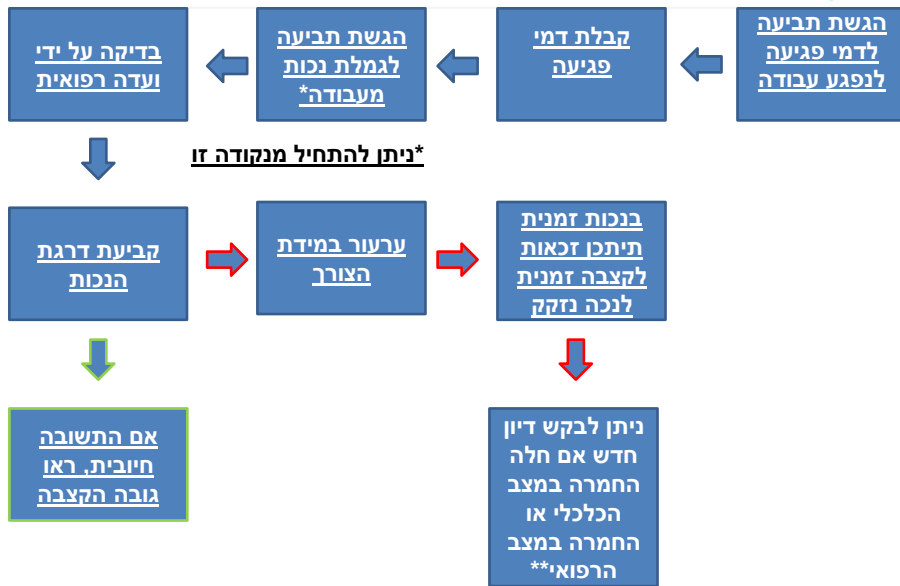 הגשת תביעה
לדמי פגיעה
לנפגע עבודה
קבלת דמי
פגיעה
הגשת תביעה
לגמלת נכות
מעבודה*
בדיקה על ידי
ועדה רפואית
*ניתן להתחיל מנקודה זו
קביעת דרגת
הנכות
ערעור במידת
הצורך
בנכות זמנית
תיתכן זכאות
לקצבה זמנית
לנכה נזקק
אם התשובה
חיובית, ראו
גובה הקצבה
ניתן לבקש דיון
חדש אם חלה
החמרה במצב
הכלכלי או
החמרה במצב
הרפואי**